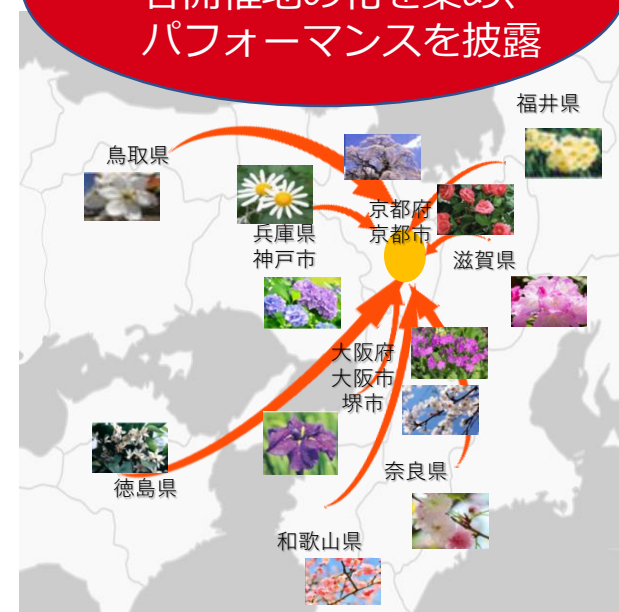 パフォーマンスを披露
福井県
鳥取県
京都府
京都市
兵庫県
神戸市
滋賀県
大阪府
大阪市
堺市
奈良県
徳島県
和歌山県